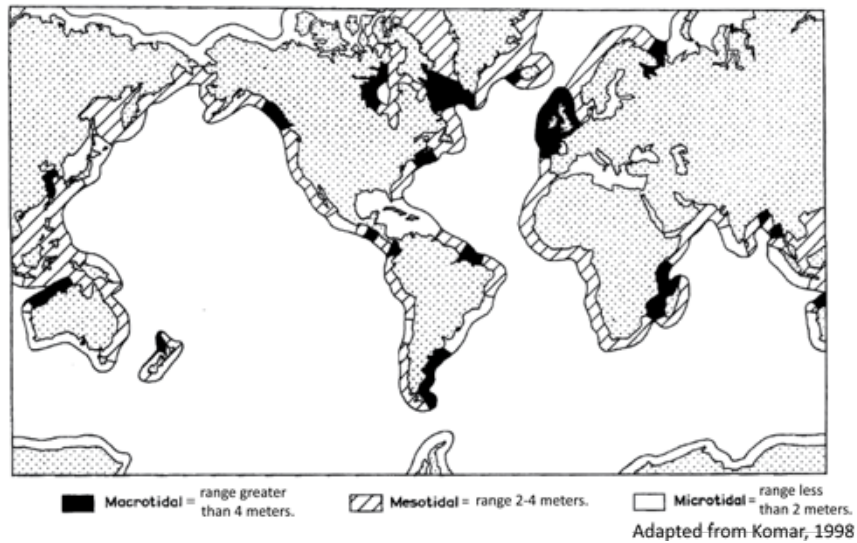 Macrotidal = range greater than 4 meters.
Mesotidal = range 2-4 meters.
Microtidal = range less than 2 meters.
Adapted from Komar, 1998